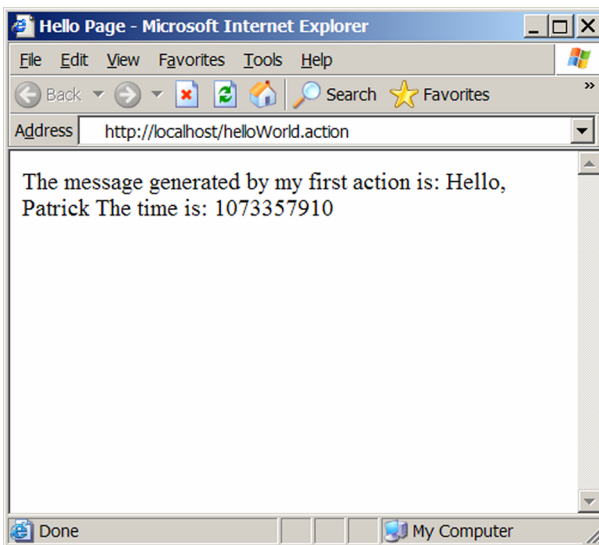 Hello Page - Microsoft Internet Explorer
File Edit View Favorites Tools Help
Back Search Favorites »
Address http://localhost/helloWorld.action
The message generated by my first action is: Hello,
Patrick The time is: 1073357910
Done My Computer